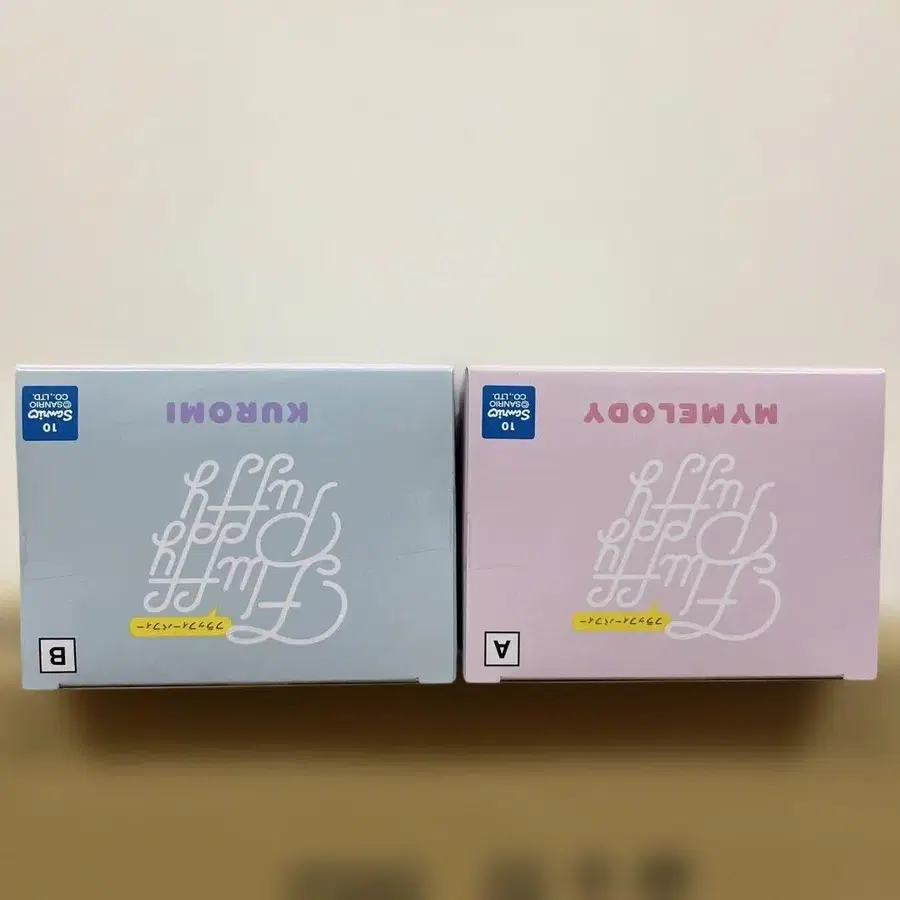 A
フラッフィーパフィー
Fluffy
Puffy
MYMELODY
10
Sanrio
©SANRIO
CO.,LTD.
B
フラッフィーパフィー
Fluffy
Puffy
KUROMI
10
Sanrio
©SANRIO
CO.,LTD.